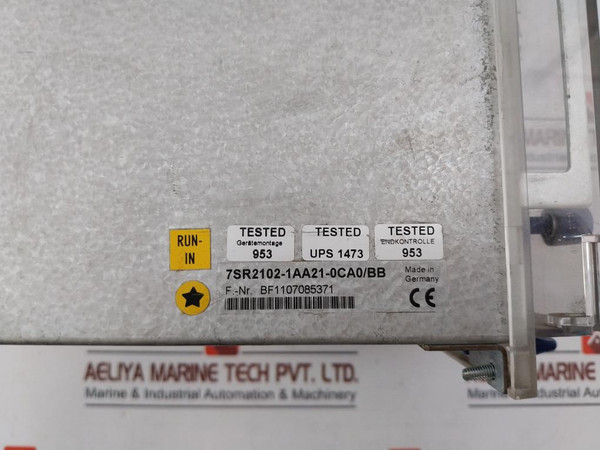 RUN-
IN
TESTED
Gerätemontage
953
TESTED
UPS 1473
TESTED
ENDKONTROLLE
953
7SR2102-1AA21-0CA0/BB
Made in
Germany
F.-Nr. BF1107085371
CE
AELIYA MARINE TECH PVT. LTD.
Marine & Industrial Automation & Machinery